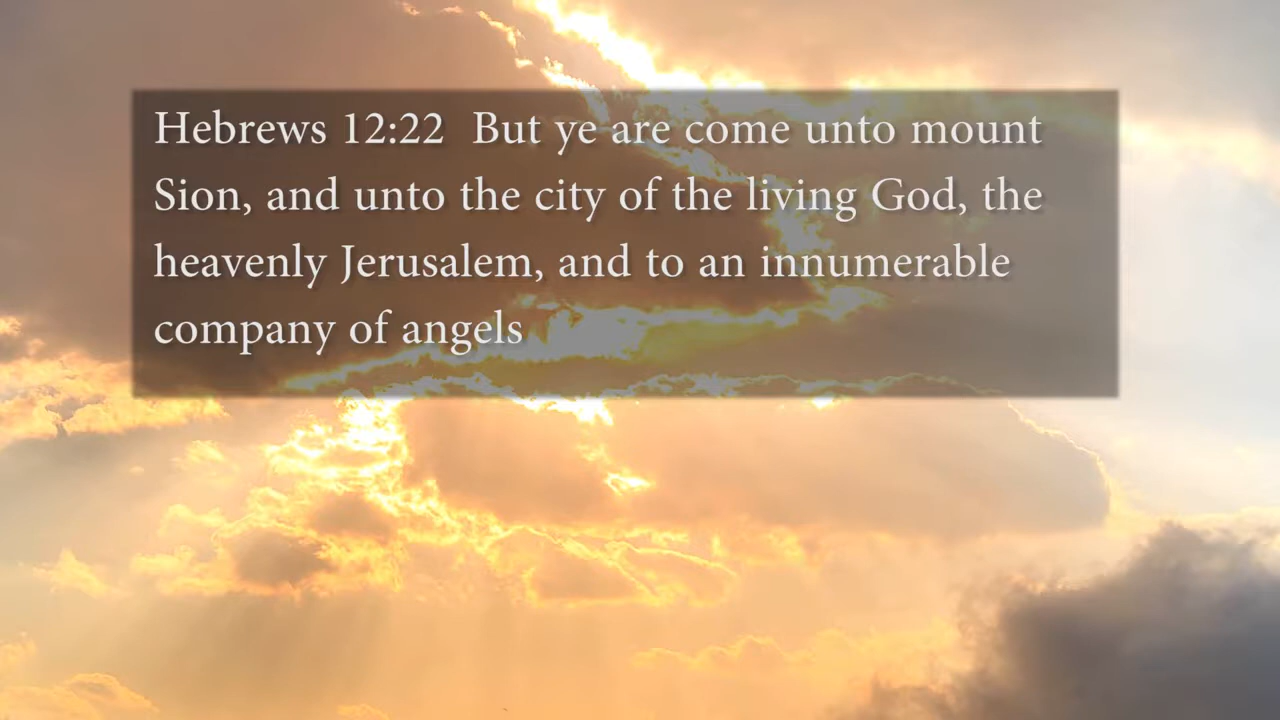 Hebrews 12:22  But ye are come unto mount
Sion, and unto the city of the living God, the
heavenly Jerusalem, and to an innumerable
company of angels